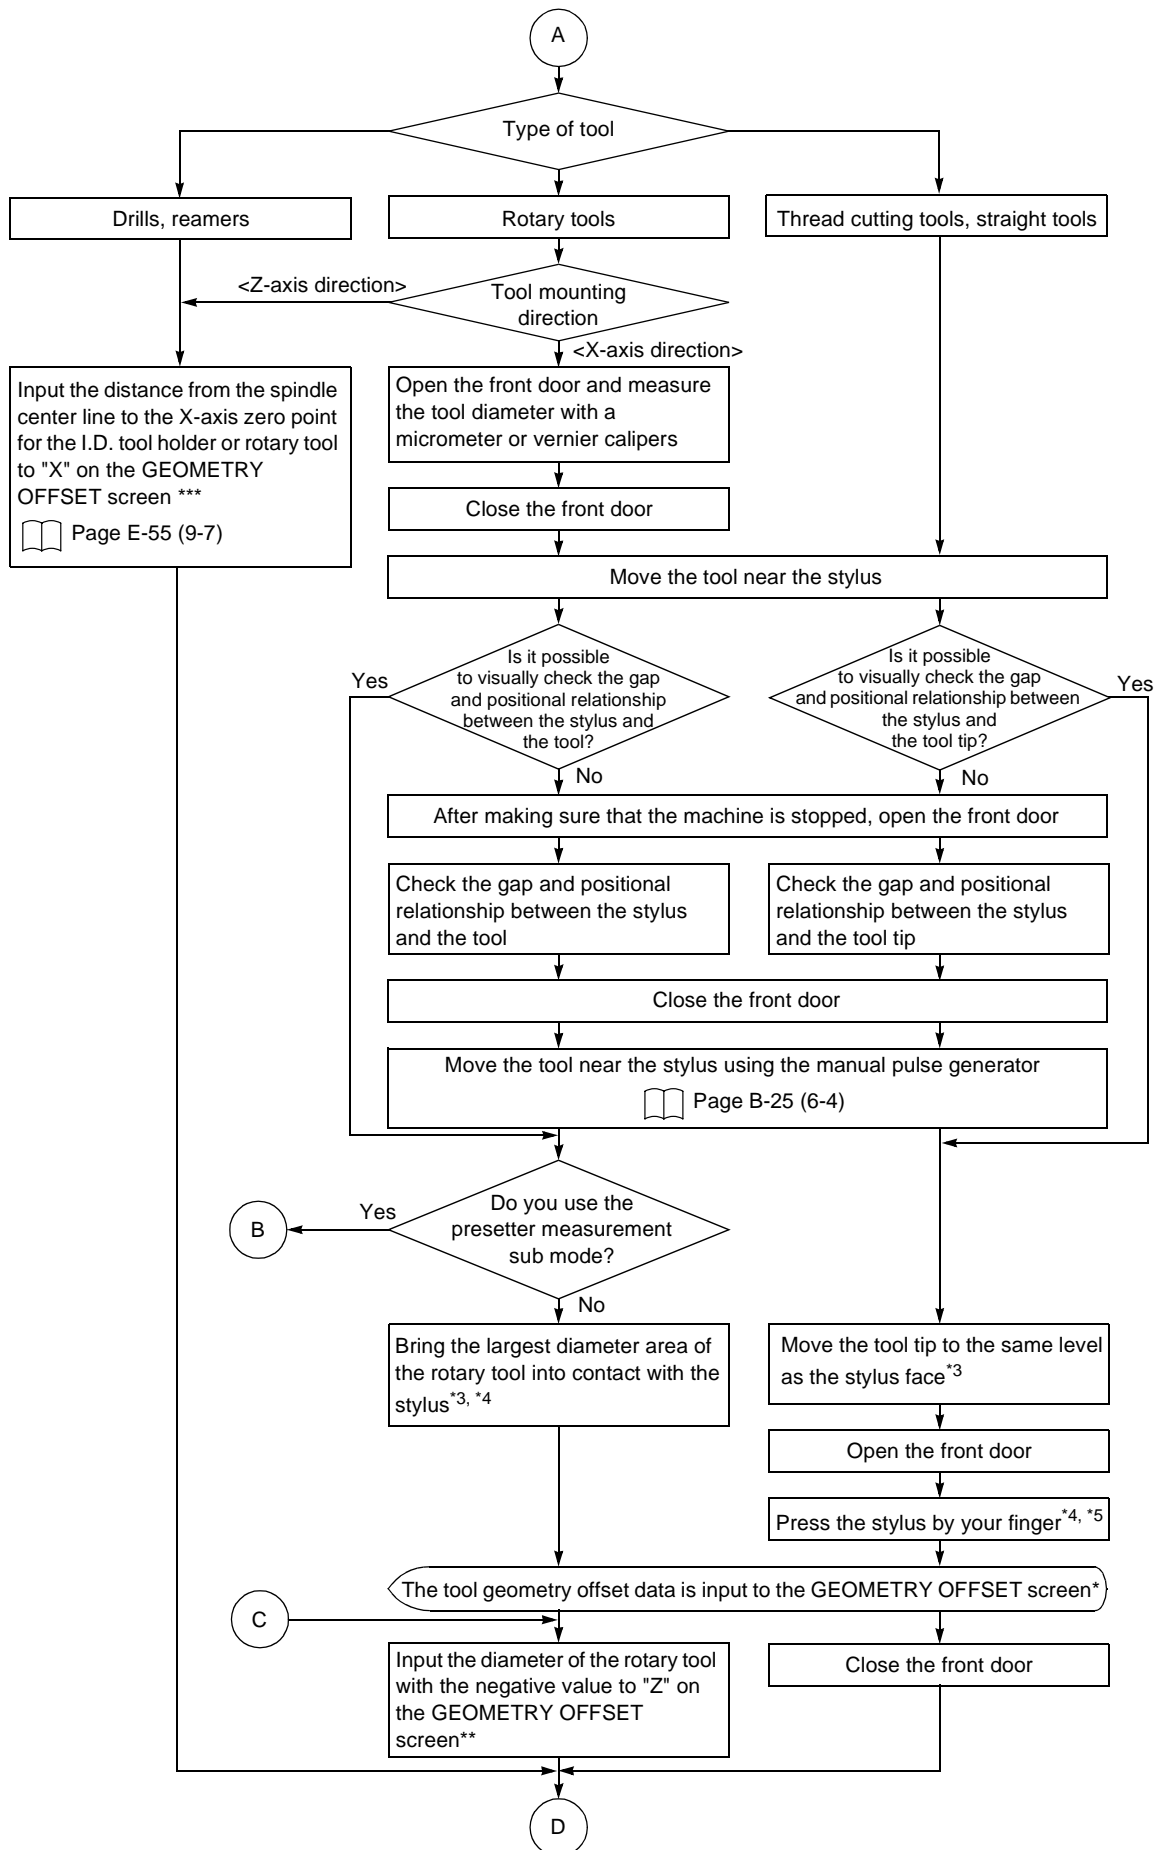 A
Type of tool
Drills, reamers
Rotary tools
Thread cutting tools, straight tools
<Z-axis direction>
Tool mounting
direction
<X-axis direction>
Input the distance from the spindle
center line to the X-axis zero point
for the I.D. tool holder or rotary tool
to "X" on the GEOMETRY
OFFSET screen ***
Page E-55 (9-7)
Open the front door and measure
the tool diameter with a
micrometer or vernier calipers
Close the front door
Move the tool near the stylus
Yes
Is it possible
to visually check the gap
and positional relationship
between the stylus and
the tool?
No
Is it possible
to visually check the gap
and positional relationship between
the stylus and
the tool tip?
Yes
No
After making sure that the machine is stopped, open the front door
Check the gap and positional
relationship between the stylus
and the tool
Check the gap and positional
relationship between the stylus
and the tool tip
Close the front door
Move the tool near the stylus using the manual pulse generator
Page B-25 (6-4)
B
Yes
Do you use the
presetter measurement
sub mode?
No
Bring the largest diameter area of
the rotary tool into contact with the
stylus*3, *4
Move the tool tip to the same level
as the stylus face*3
Open the front door
Press the stylus by your finger*4, *5
The tool geometry offset data is input to the GEOMETRY OFFSET screen*
C
Input the diameter of the rotary tool
with the negative value to "Z" on
the GEOMETRY OFFSET
screen**
Close the front door
D